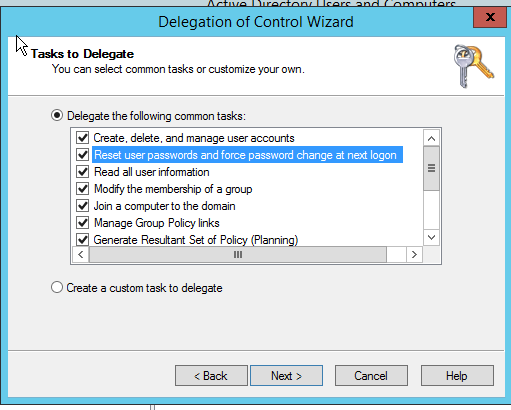 Active Directory Users and Computers
Delegation of Control Wizard
x
Tasks to Delegate
You can select common tasks or customize your own.
Delegate the following common tasks:
Create, delete, and manage user accounts
Reset user passwords and force password change at next logon
Read all user information
Modify the membership of a group
Join a computer to the domain
Manage Group Policy links
Generate Resultant Set of Policy (Planning)
Create a custom task to delegate
< Back Next > Cancel Help